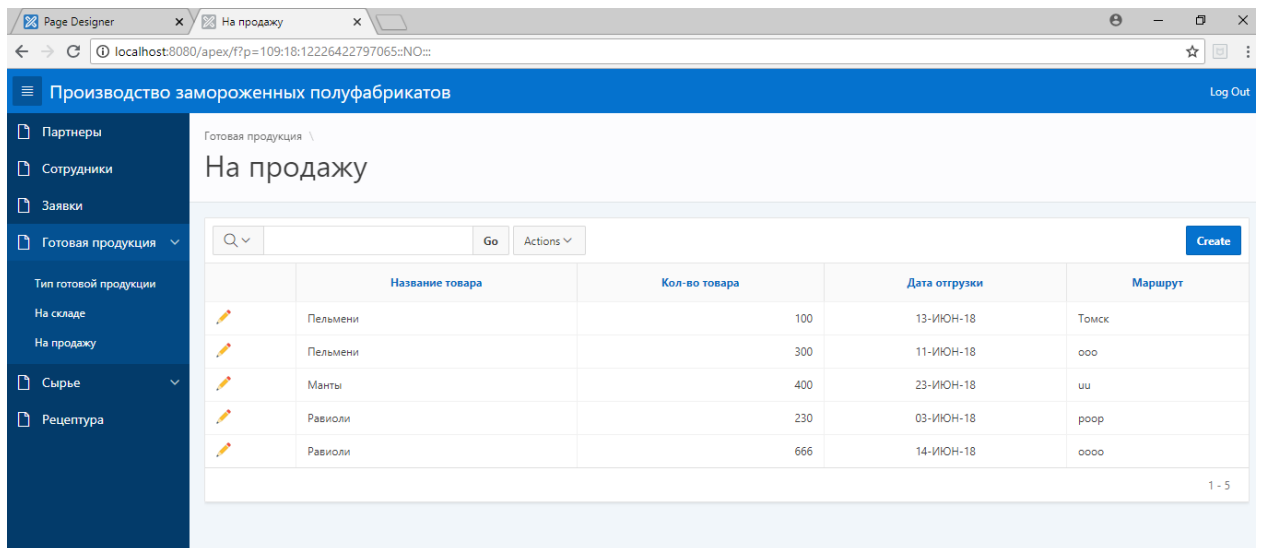 Page Designer
На продажу
localhost:8080/apex/f?p=109:18:12226422797065::NO:::
Производство замороженных полуфабрикатов
Log Out
Партнеры
Сотрудники
Заявки
Готовая продукция
Тип готовой продукции
На складе
На продажу
Сырье
Рецептура
Готовая продукция \
На продажу
Go Actions Create
Название товара Кол-во товара Дата отгрузки Маршрут
Пельмени 100 13-ИЮН-18 Томск
Пельмени 300 11-ИЮН-18 ооо
Манты 400 23-ИЮН-18 uu
Равиоли 230 03-ИЮН-18 poop
Равиоли 666 14-ИЮН-18 oooo
1 - 5